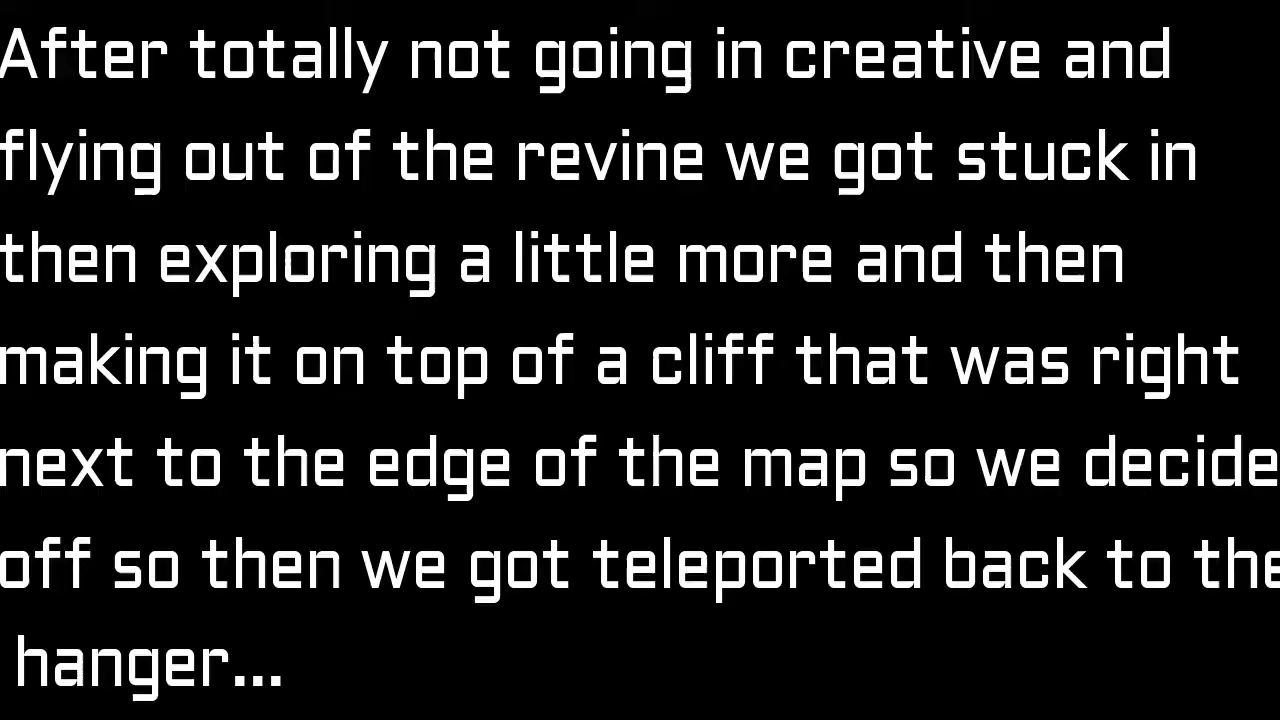 After totally not going in creative and
flying out of the revine we got stuck in
then exploring a little more and then
making it on top of a cliff that was right
next to the edge of the map so we decide
off so then we got teleported back to the
hanger...